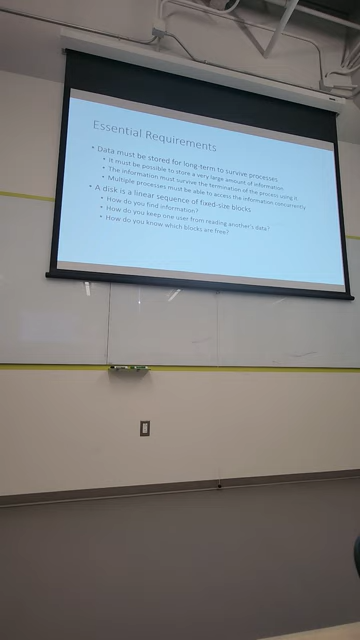 Essential Requirements
• Data must be stored for long-term to survive processes
• It must be possible to store a very large amount of information
• The information must survive the termination of the process using it
• Multiple processes must be able to access the information concurrently
• A disk is a linear sequence of fixed-size blocks
• How do you find information?
• How do you keep one user from reading another's data?
• How do you know which blocks are free?